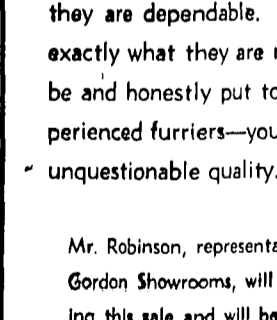 they are dependable.
exactly what they are
be and honestly put to
perienced furriers—you
unquestionable quality.
Mr. Robinson, representa
Gordon Showrooms, will
ing this sale and will be